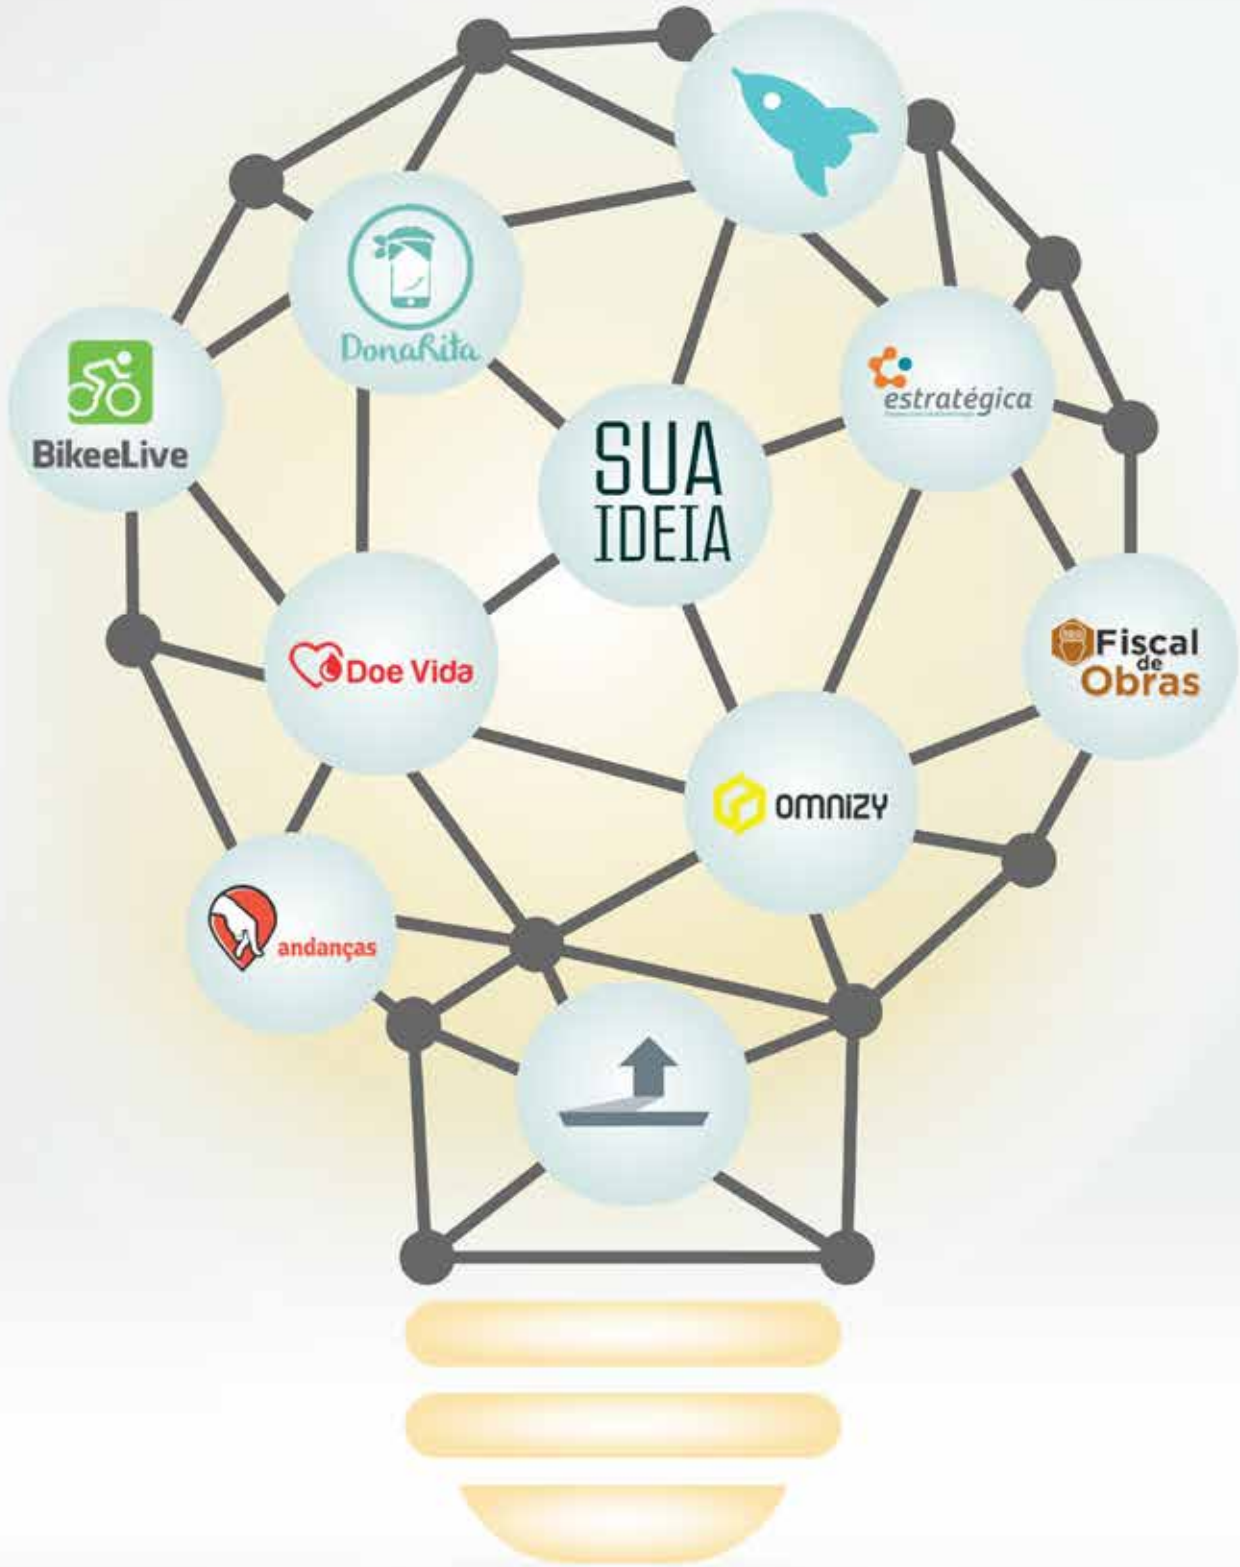 DonaRita
BikeeLive
estratégica
SUA
IDEIA
Doe Vida
Fiscal
de
Obras
omnizy
andanças